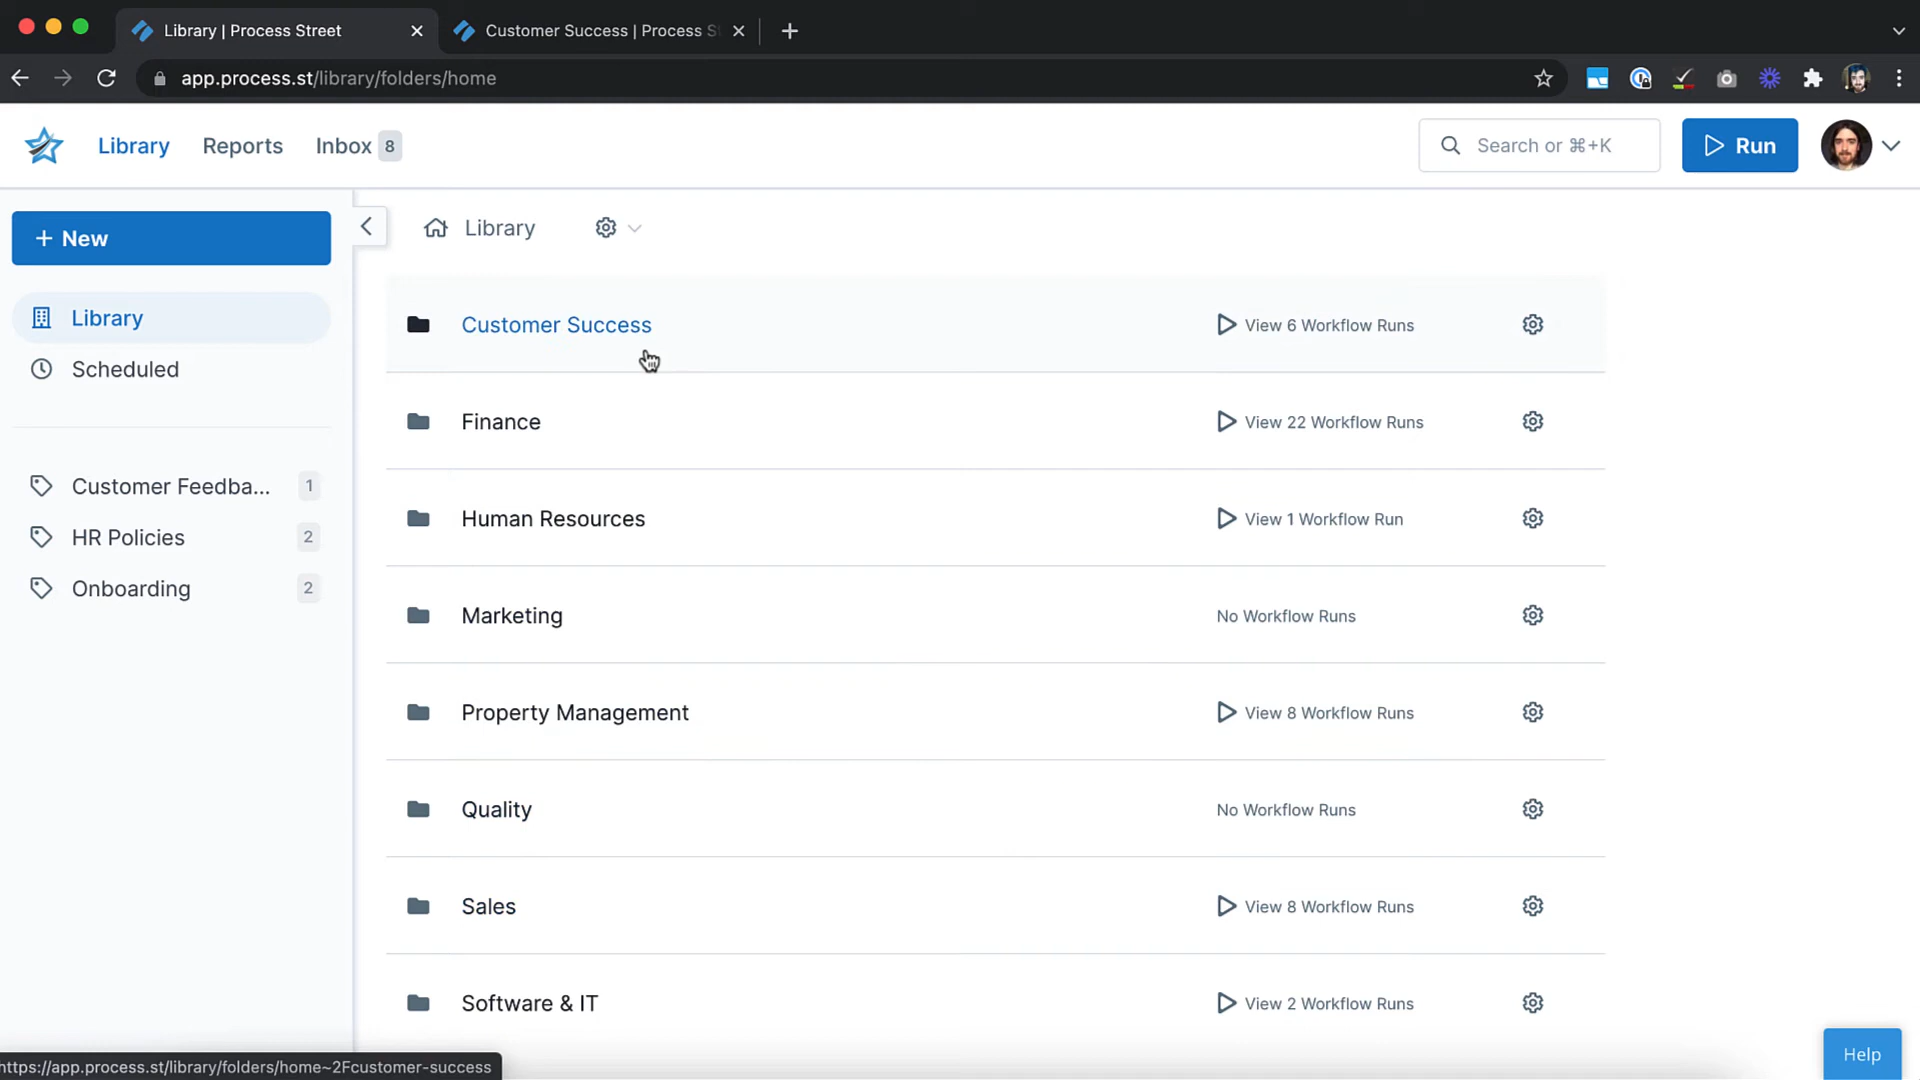 Library | Process Street
Customer Success | Process S
app.process.st/library/folders/home
Library
Reports
Inbox 8
Search or ⌘+K
Run
+ New
Library
Library
Scheduled
Customer Feedba... 1
HR Policies 2
Onboarding 2
Customer Success View 6 Workflow Runs
Finance View 22 Workflow Runs
Human Resources View 1 Workflow Run
Marketing No Workflow Runs
Property Management View 8 Workflow Runs
Quality No Workflow Runs
Sales View 8 Workflow Runs
Software & IT View 2 Workflow Runs
https://app.process.st/library/folders/home~2Fcustomer-success
Help